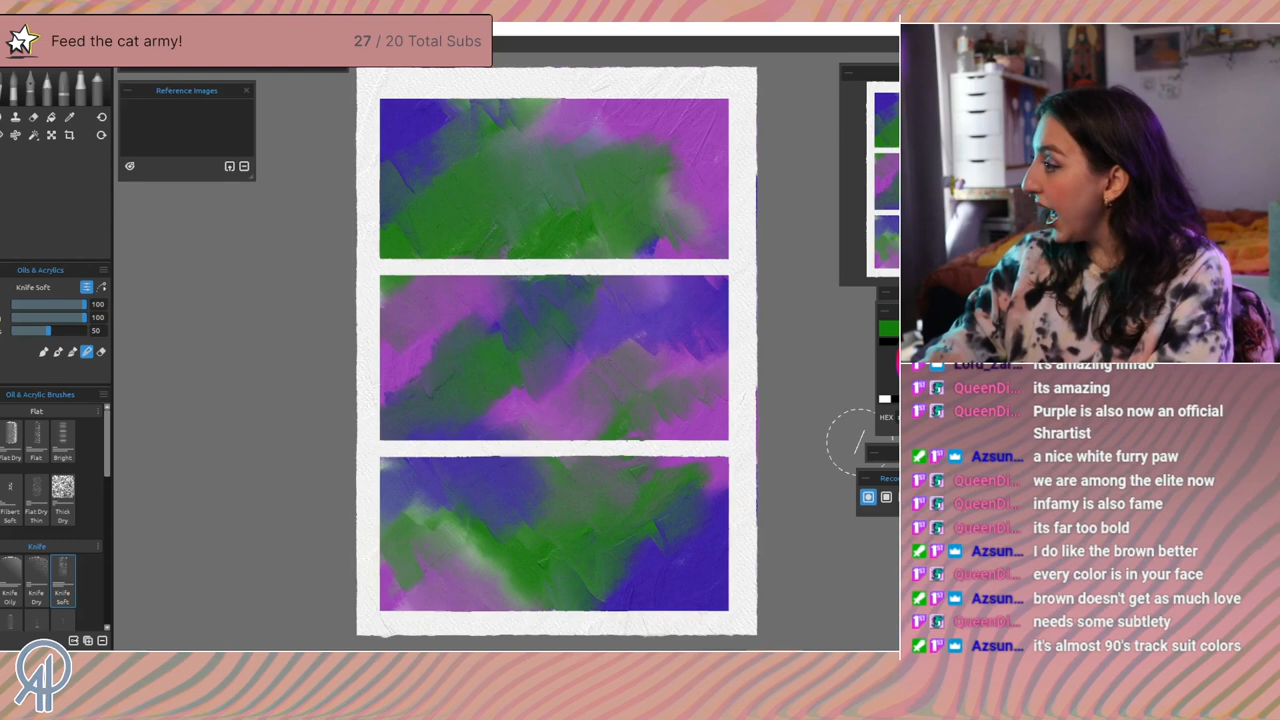 Feed the cat army!
27 / 20 Total Subs
Reference Images
Oils & Acrylics
Knife Soft
100
100
50
Oil & Acrylic Brushes
Flat
Flat Dry
Flat
Bright
Filbert Soft
Flat Dry Thin
Thick Dry
Knife
Knife Oily
Knife Dry
Knife Soft
HEX
Reco
Lord_Zar... it's amazing lmfao
QueenDi... its amazing
QueenDi... Purple is also now an official
Shrartist
Azsun... a nice white furry paw
QueenDi... we are among the elite now
QueenDi... infamy is also fame
QueenDi... its far too bold
Azsun... I do like the brown better
QueenDi... every color is in your face
Azsun... brown doesn't get as much love
QueenDi... needs some subtlety
Azsun... it's almost 90's track suit colors